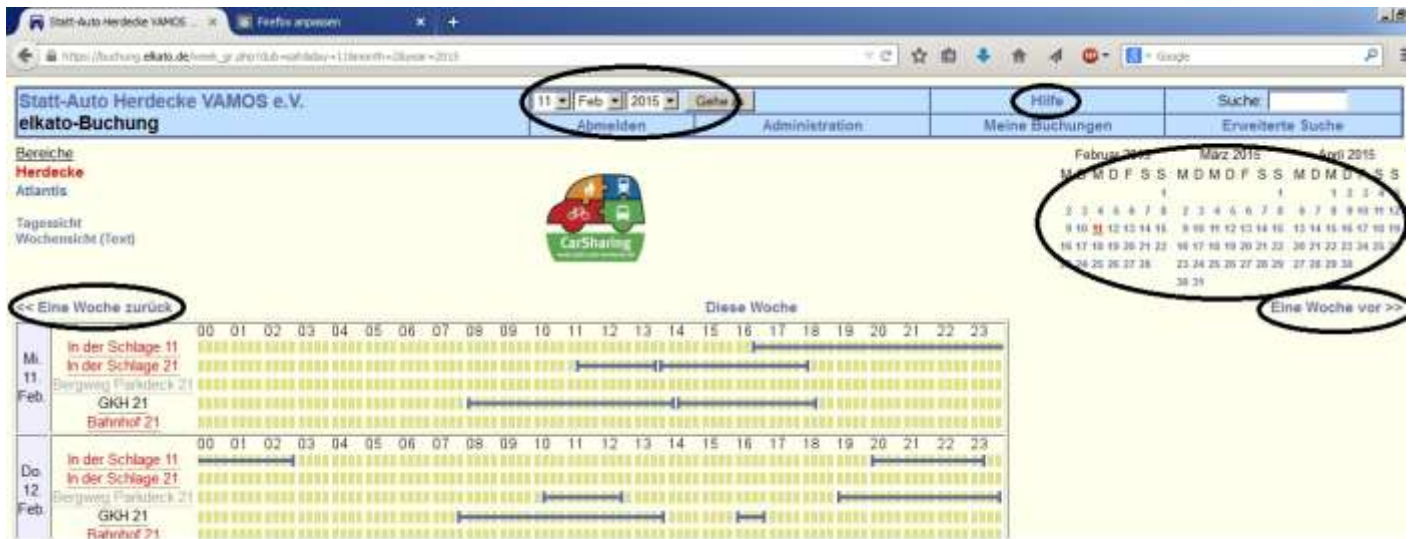 Statt-Auto Herdecke VAMOS ...
Firefox anpassen
Google
Statt-Auto Herdecke VAMOS e.V.
elkato-Buchung
11 Feb 2015
Abmelden
Administration
Hilfe
Meine Buchungen
Suche:
Erweiterte Suche
Bereiche
Herdecke
Atlantis
Tagessicht
Wochensicht (Text)
CarSharing
Februar 2015 März 2015 April 2015
M D M D F S S M D M D F S S M D M D F S S
<< Eine Woche zurück
Diese Woche
Eine Woche vor >>
00 01 02 03 04 05 06 07 08 09 10 11 12 13 14 15 16 17 18 19 20 21 22 23
Mi. 11 Feb.
In der Schlage 11
In der Schlage 21
Bergweg Parkdeck 21
GKH 21
Bahnhof 21
00 01 02 03 04 05 06 07 08 09 10 11 12 13 14 15 16 17 18 19 20 21 22 23
Do. 12 Feb.
In der Schlage 11
In der Schlage 21
Bergweg Parkdeck 21
GKH 21
Bahnhof 21